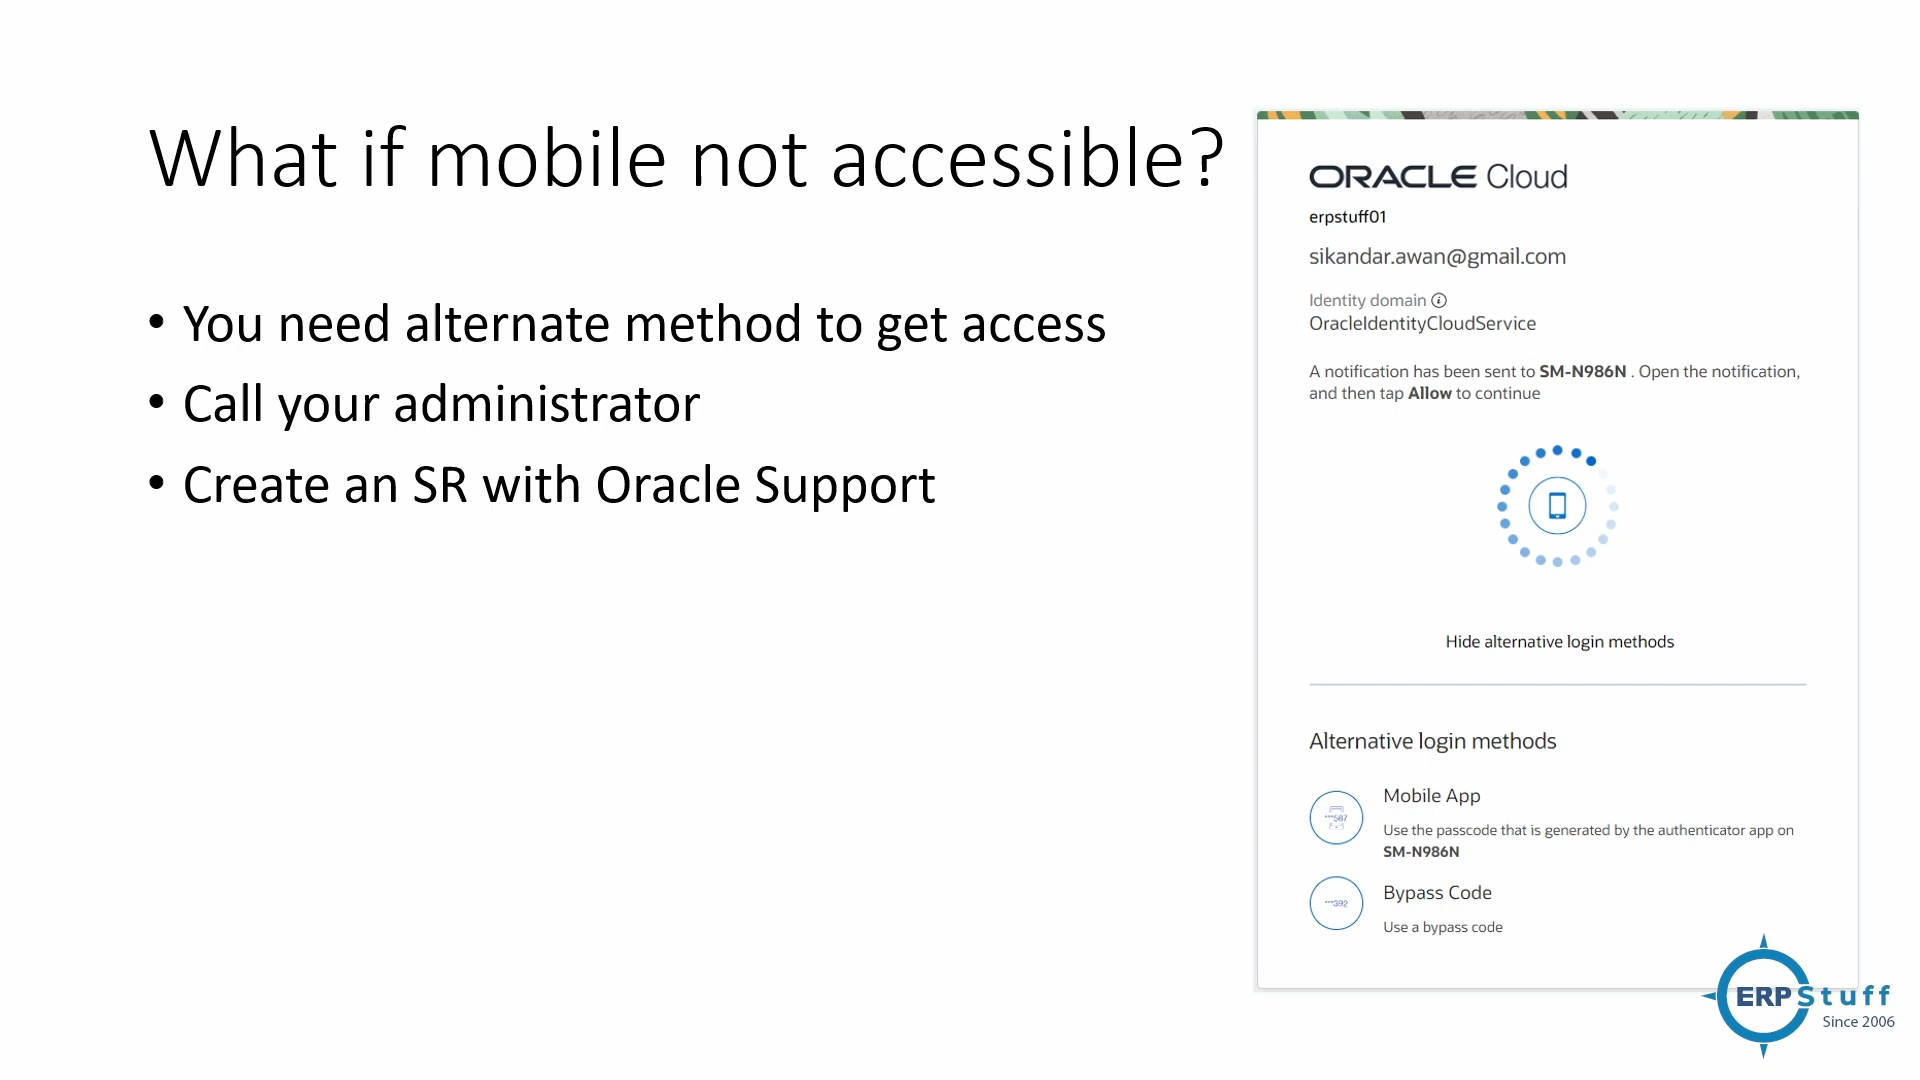 What if mobile not accessible?
• You need alternate method to get access
• Call your administrator
• Create an SR with Oracle Support
ORACLE Cloud
erpstuff01
sikandar.awan@gmail.com
Identity domain
OracleIdentityCloudService
A notification has been sent to SM-N986N . Open the notification,
and then tap Allow to continue
Hide alternative login methods
Alternative login methods
***587
Mobile App
Use the passcode that is generated by the authenticator app on
SM-N986N
***392
Bypass Code
Use a bypass code
ERP Stuff
Since 2006